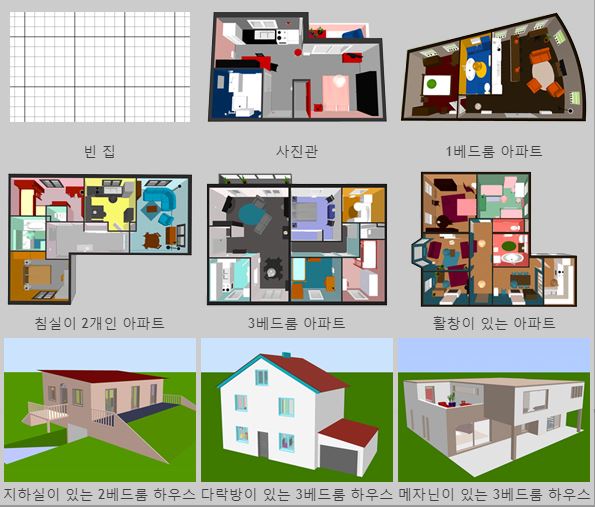 빈 집
사진관
1베드룸 아파트
침실이 2개인 아파트
3베드룸 아파트
활창이 있는 아파트
지하실이 있는 2베드룸 하우스
다락방이 있는 3베드룸 하우스
메자닌이 있는 3베드룸 하우스